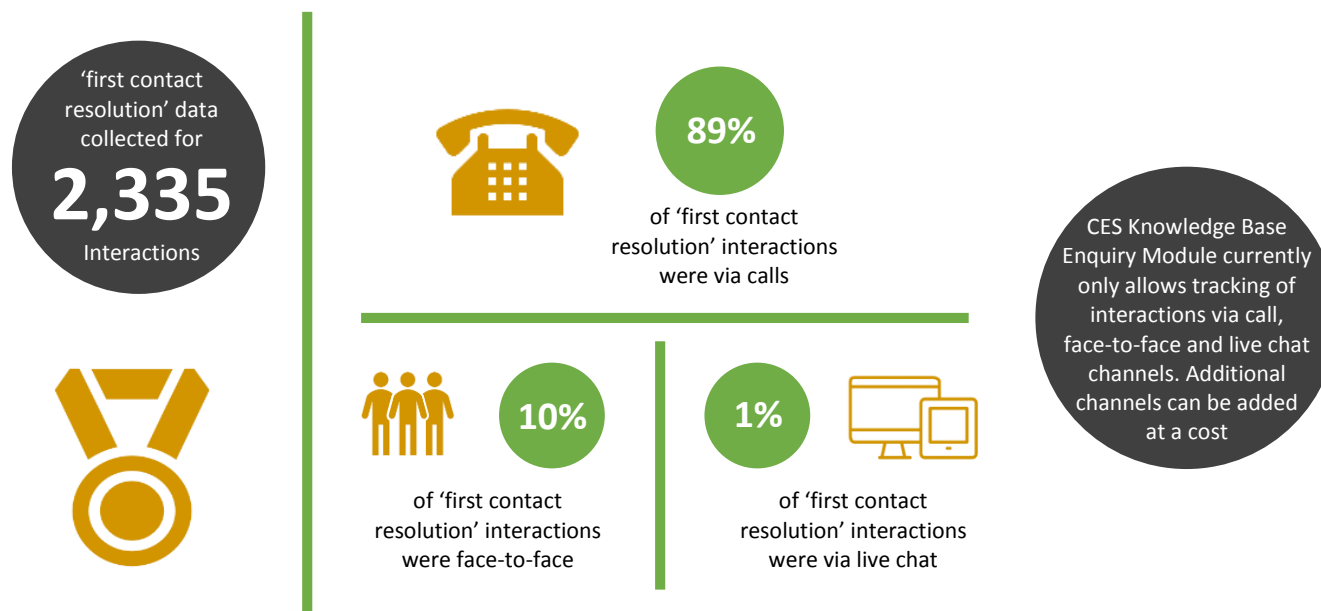 ‘first contact
resolution’ data
collected for
2,335
Interactions
89%
of ‘first contact
resolution’ interactions
were via calls
10%
of ‘first contact
resolution’ interactions
were face-to-face
1%
of ‘first contact
resolution’ interactions
were via live chat
CES Knowledge Base
Enquiry Module currently
only allows tracking of
interactions via call,
face-to-face and live chat
channels. Additional
channels can be added
at a cost